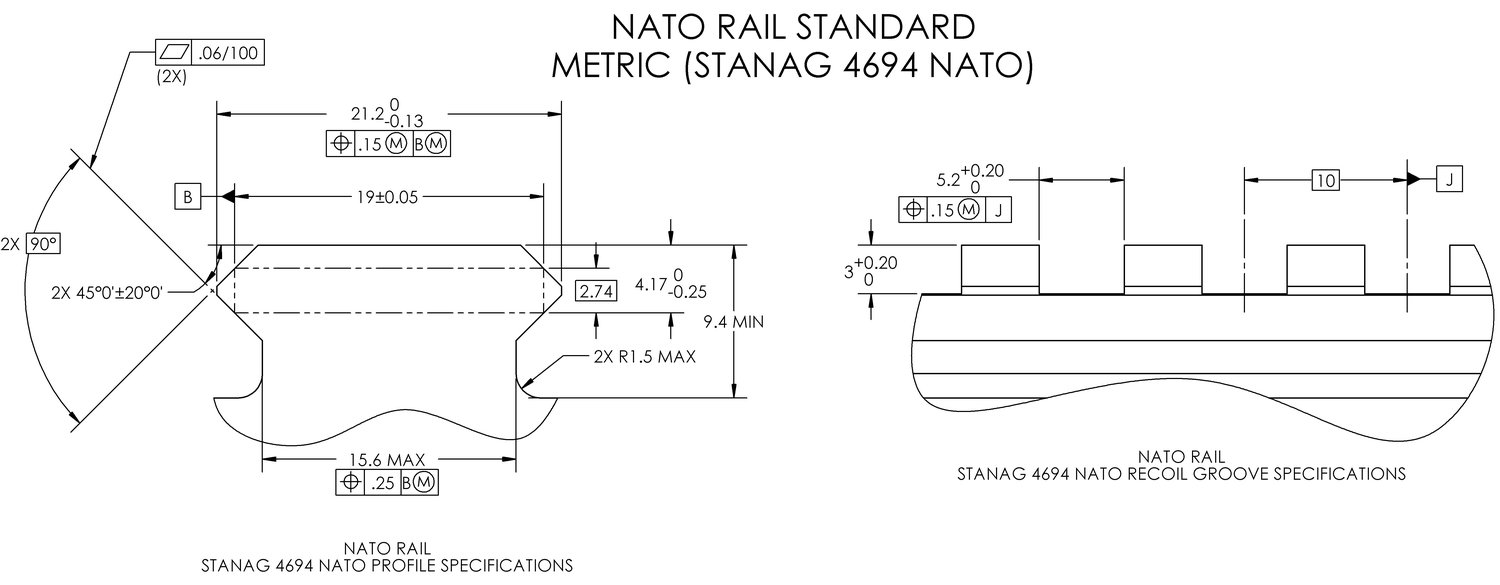 NATO RAIL STANDARD
METRIC (STANAG 4694 NATO)
.06/100
(2X)
21.2 0
-0.13
⌖ .15 Ⓜ B Ⓜ
B
19±0.05
2X 90°
2X 45°0'±20°0'
2.74
4.17 0
-0.25
9.4 MIN
2X R1.5 MAX
15.6 MAX
⌖ .25 B Ⓜ
NATO RAIL
STANAG 4694 NATO PROFILE SPECIFICATIONS
5.2 +0.20
0
⌖ .15 Ⓜ J
10
J
3 +0.20
0
NATO RAIL
STANAG 4694 NATO RECOIL GROOVE SPECIFICATIONS